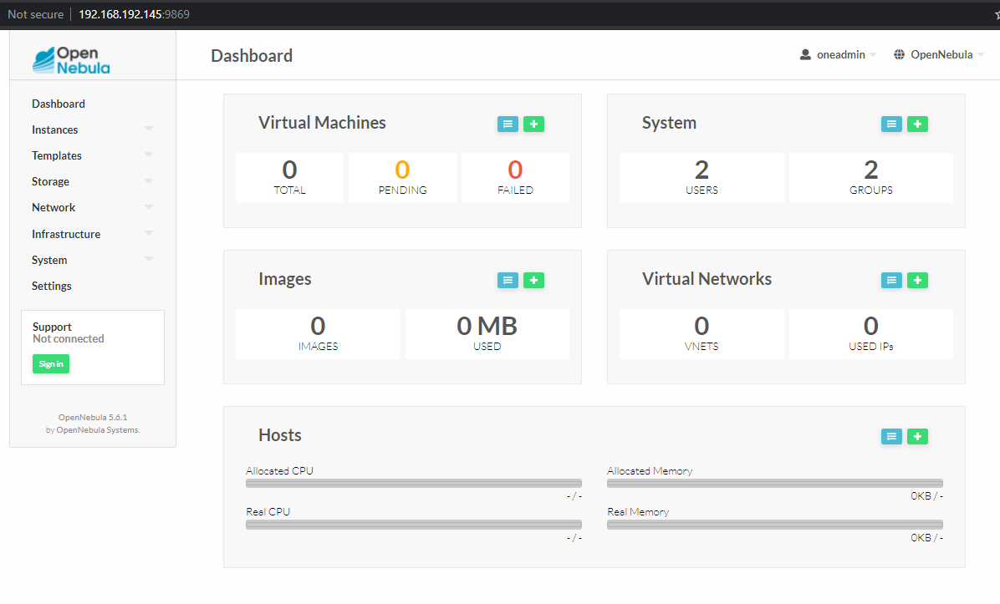 Not secure 192.168.192.145:9869
Open
Nebula
Dashboard
oneadmin
OpenNebula
Dashboard
Instances
Templates
Storage
Network
Infrastructure
System
Settings
Support
Not connected
Sign in
OpenNebula 5.6.1
by OpenNebula Systems.
Virtual Machines
0
TOTAL
0
PENDING
0
FAILED
System
2
USERS
2
GROUPS
Images
0
IMAGES
0 MB
USED
Virtual Networks
0
VNETS
0
USED IPs
Hosts
Allocated CPU
- / -
Real CPU
- / -
Allocated Memory
0KB / -
Real Memory
0KB / -